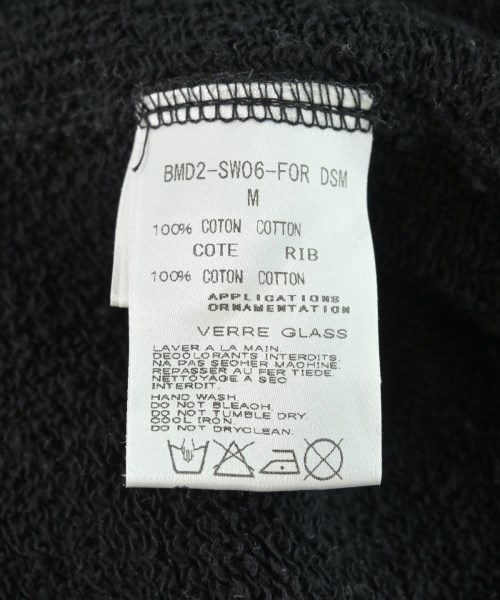 BMD2-SW06-FOR DSM
M
100% COTON COTTON
COTE RIB
100% COTON COTTON
APPLICATIONS
ORNAMENTATION
VERRE GLASS
LAVER A LA MAIN
DECOLORANTS INTERDITS.
NA PAS SECHER MACHINE.
REPASSER AU FER TIEDE.
NETTOYAGE A SEC
INTERDIT.
HAND WASH
DO NOT BLEACH.
DO NOT TUMBLE DRY
COOL IRON.
DO NOT DRYCLEAN.